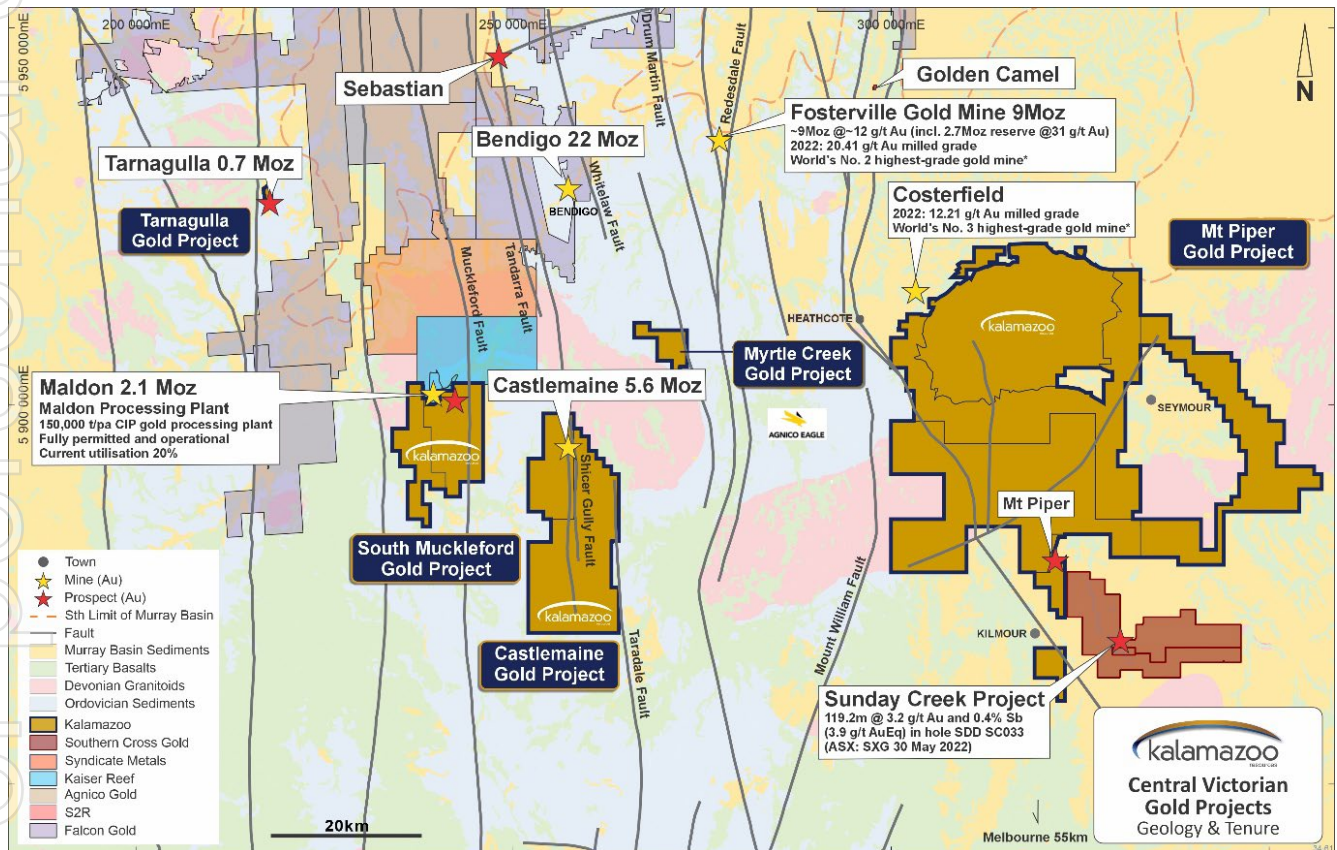 200 000mE
250 000mE
300 000mE
5 950 000mE
5 900 000mE
N
Sebastian
Drum Martin Fault
Redesdale Fault
Golden Camel
Fosterville Gold Mine 9Moz
~9Moz @~12 g/t Au (incl. 2.7Moz reserve @31 g/t Au)
2022: 20.41 g/t Au milled grade
World's No. 2 highest-grade gold mine*
Bendigo 22 Moz
BENDIGO
Whitelaw Fault
Tarnagulla 0.7 Moz
Tarnagulla
Gold Project
Costerfield
2022: 12.21 g/t Au milled grade
World's No. 3 highest-grade gold mine*
Mt Piper
Gold Project
Muckleford Fault
Tandarra Fault
HEATHCOTE
kalamazoo
Myrtle Creek
Gold Project
Maldon 2.1 Moz
Maldon Processing Plant
150,000 t/pa CIP gold processing plant
Fully permitted and operational
Current utilisation 20%
Castlemaine 5.6 Moz
AGNICO EAGLE
SEYMOUR
kalamazoo
Shicer Gully Fault
Mt Piper
South Muckleford
Gold Project
kalamazoo
Castlemaine
Gold Project
Taradale Fault
Mount William Fault
KILMOUR
Sunday Creek Project
119.2m @ 3.2 g/t Au and 0.4% Sb
(3.9 g/t AuEq) in hole SDD SC033
(ASX: SXG 30 May 2022)
Town
Mine (Au)
Prospect (Au)
Sth Limit of Murray Basin
Fault
Murray Basin Sediments
Tertiary Basalts
Devonian Granitoids
Ordovician Sediments
Kalamazoo
Southern Cross Gold
Syndicate Metals
Kaiser Reef
Agnico Gold
S2R
Falcon Gold
20km
Melbourne 55km
kalamazoo
RESOURCES
Central Victorian
Gold Projects
Geology & Tenure